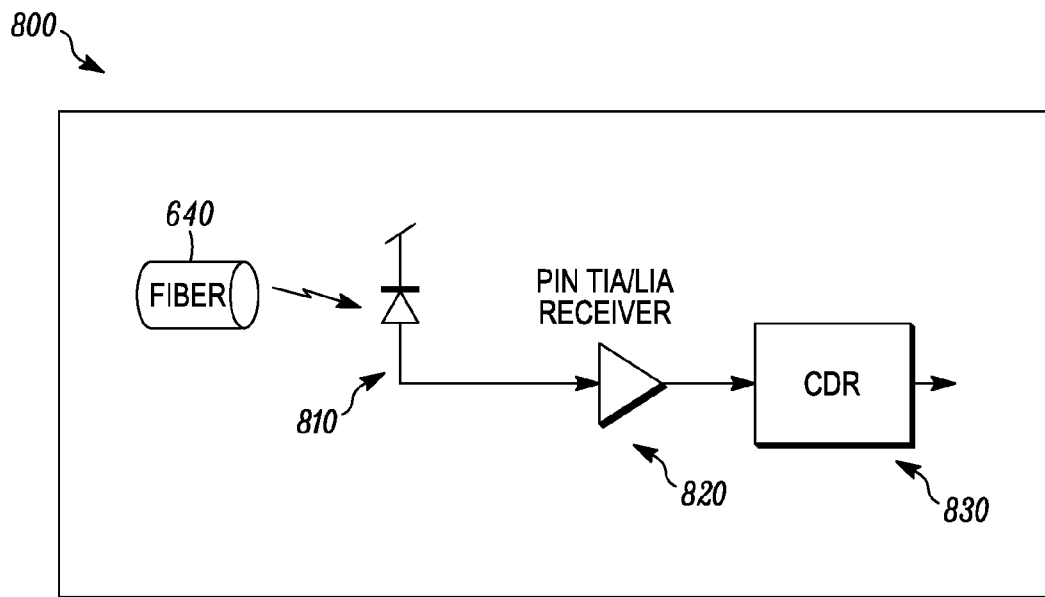 800
640
FIBER
810
PIN TIA/LIA
RECEIVER
820
CDR
830